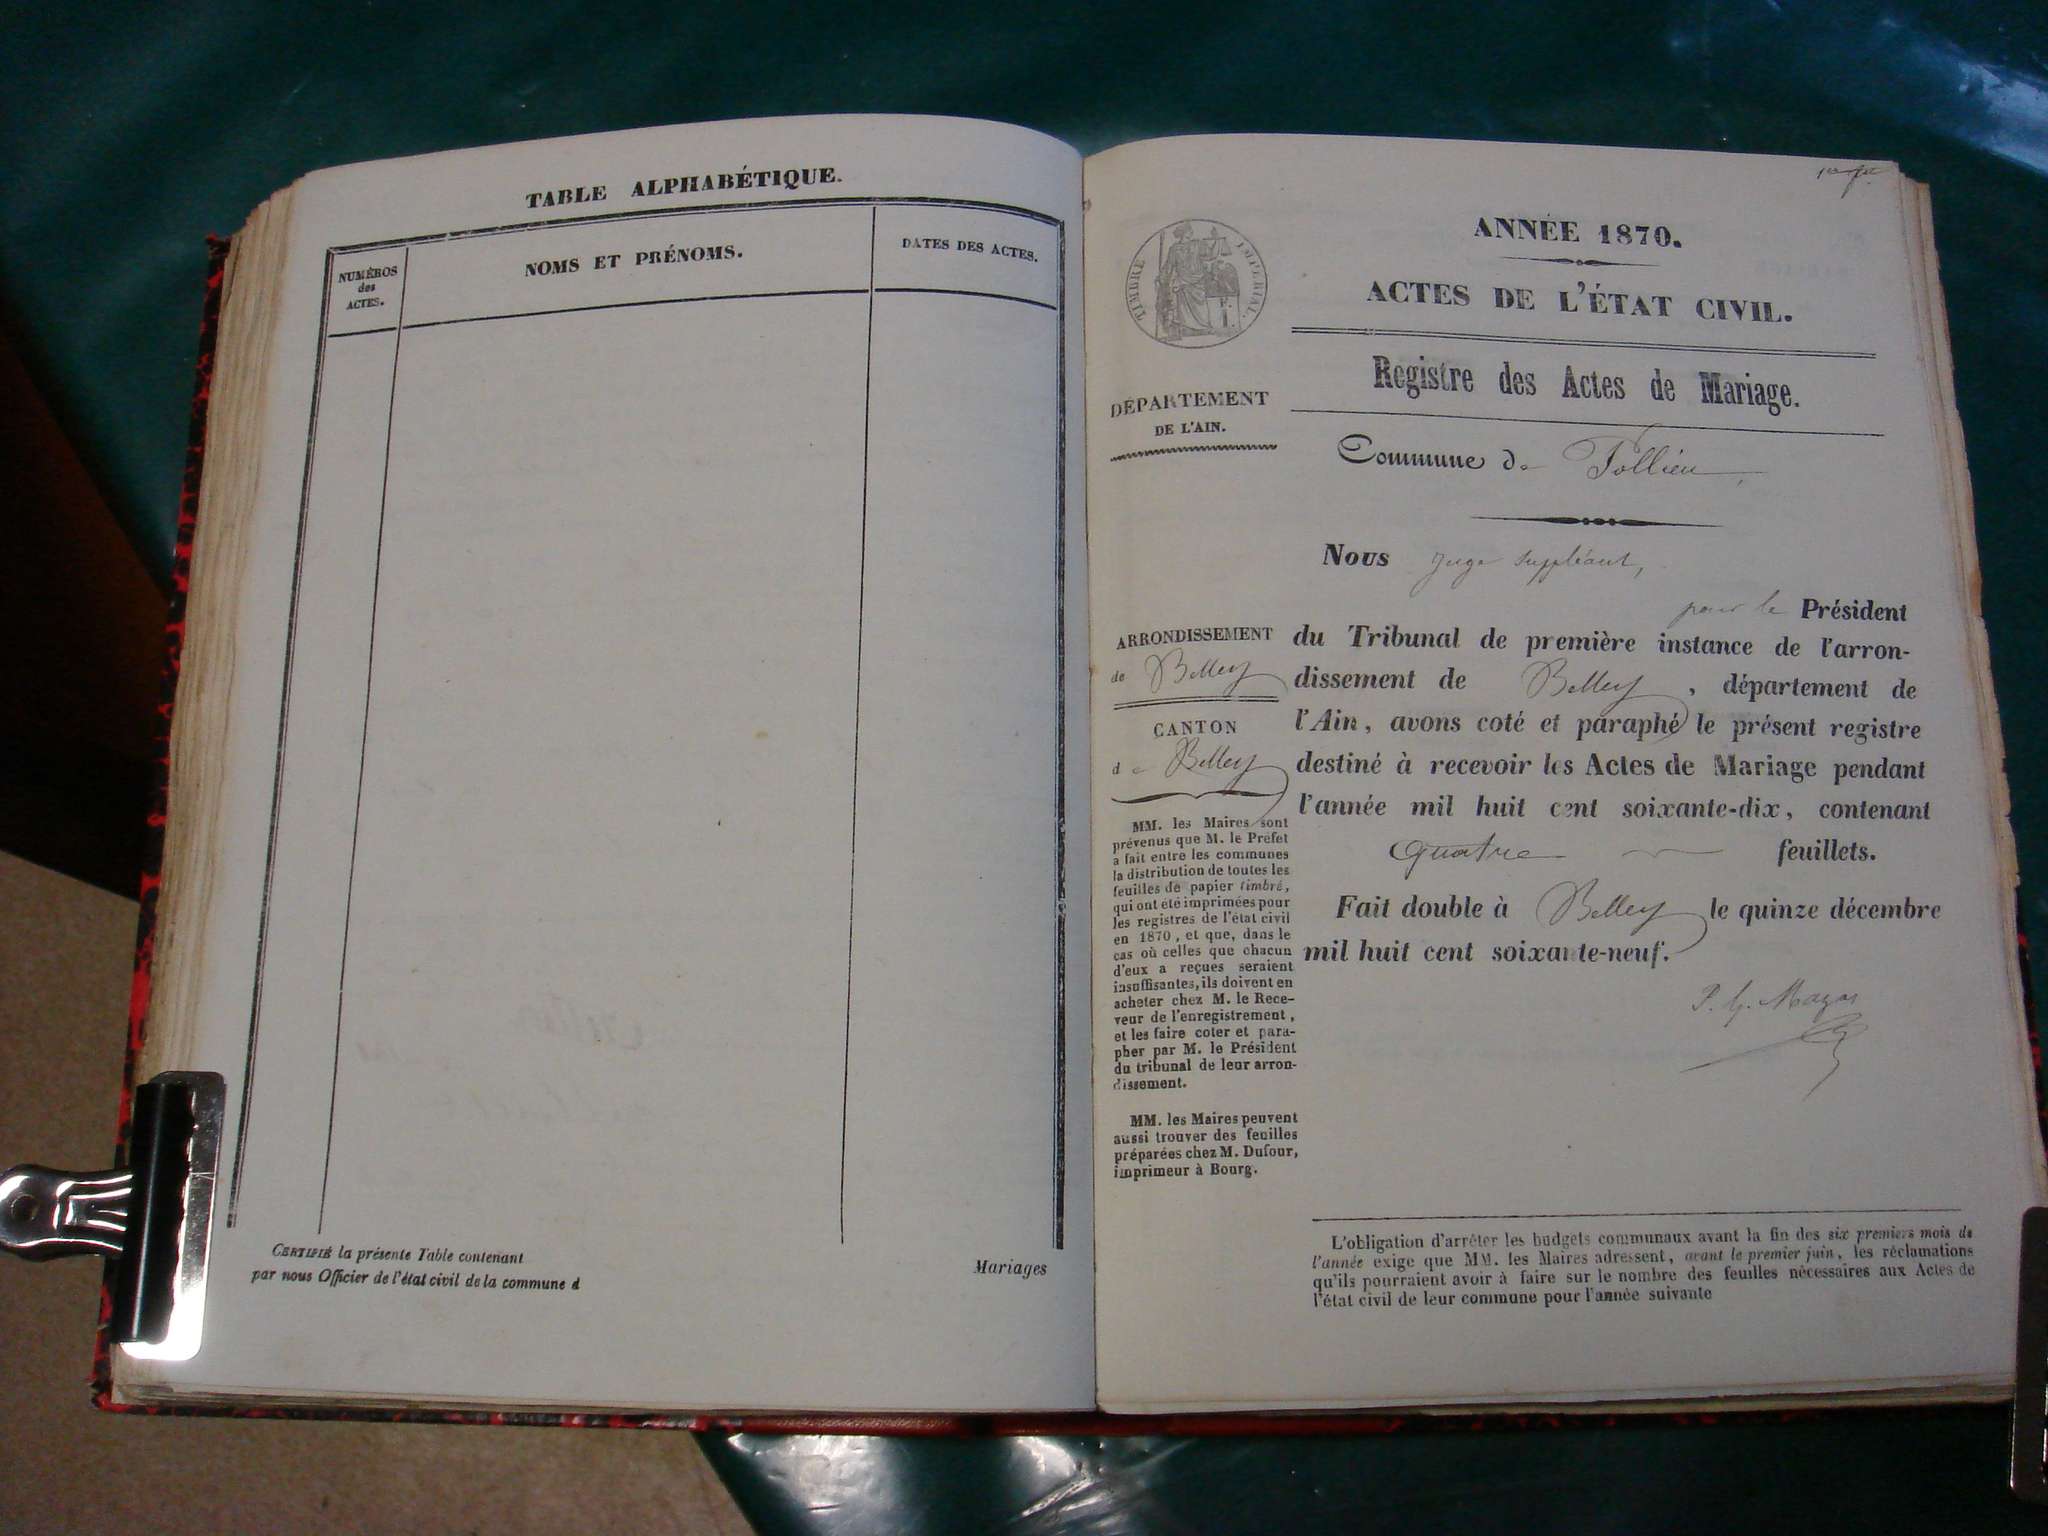 TABLE ALPHABÉTIQUE.
NUMÉROS
des
ACTES.
NOMS ET PRÉNOMS.
DATES DES ACTES.
CERTIFIÉ la présente Table contenant
par nous Officier de l'état civil de la commune d
Mariages
TIMBRE IMPÉRIAL.
ANNÉE 1870.
ACTES DE L'ÉTAT CIVIL.
Registre des Actes de Mariage.
DÉPARTEMENT
DE L'AIN.
Commune de Pollieu
Nous juge suppléant,
pour le Président
du Tribunal de première instance de l'arron-
dissement de Belley, département de
l'Ain, avons coté et paraphé le présent registre
destiné à recevoir les Actes de Mariage pendant
l'année mil huit cent soixante-dix, contenant
quatre feuillets.
Fait double à Belley le quinze décembre
mil huit cent soixante-neuf.
ARRONDISSEMENT
de Belley
CANTON
de Belley
MM. les Maires sont
prévenus que M. le Préfet
a fait entre les communes
la distribution de toutes les
feuilles de papier timbré,
qui ont été imprimées pour
les registres de l'état civil
en 1870, et que, dans le
cas où celles que chacun
d'eux a reçues seraient
insuffisantes, ils doivent en
acheter chez M. le Rece-
veur de l'enregistrement,
et les faire coter et para-
pher par M. le Président
du tribunal de leur arron-
dissement.
MM. les Maires peuvent
aussi trouver des feuilles
préparées chez M. Dufour,
imprimeur à Bourg.
L'obligation d'arrêter les budgets communaux avant la fin des six premiers mois de
l'année exige que MM. les Maires adressent, avant le premier juin, les réclamations
qu'ils pourraient avoir à faire sur le nombre des feuilles nécessaires aux Actes de
l'état civil de leur commune pour l'année suivante